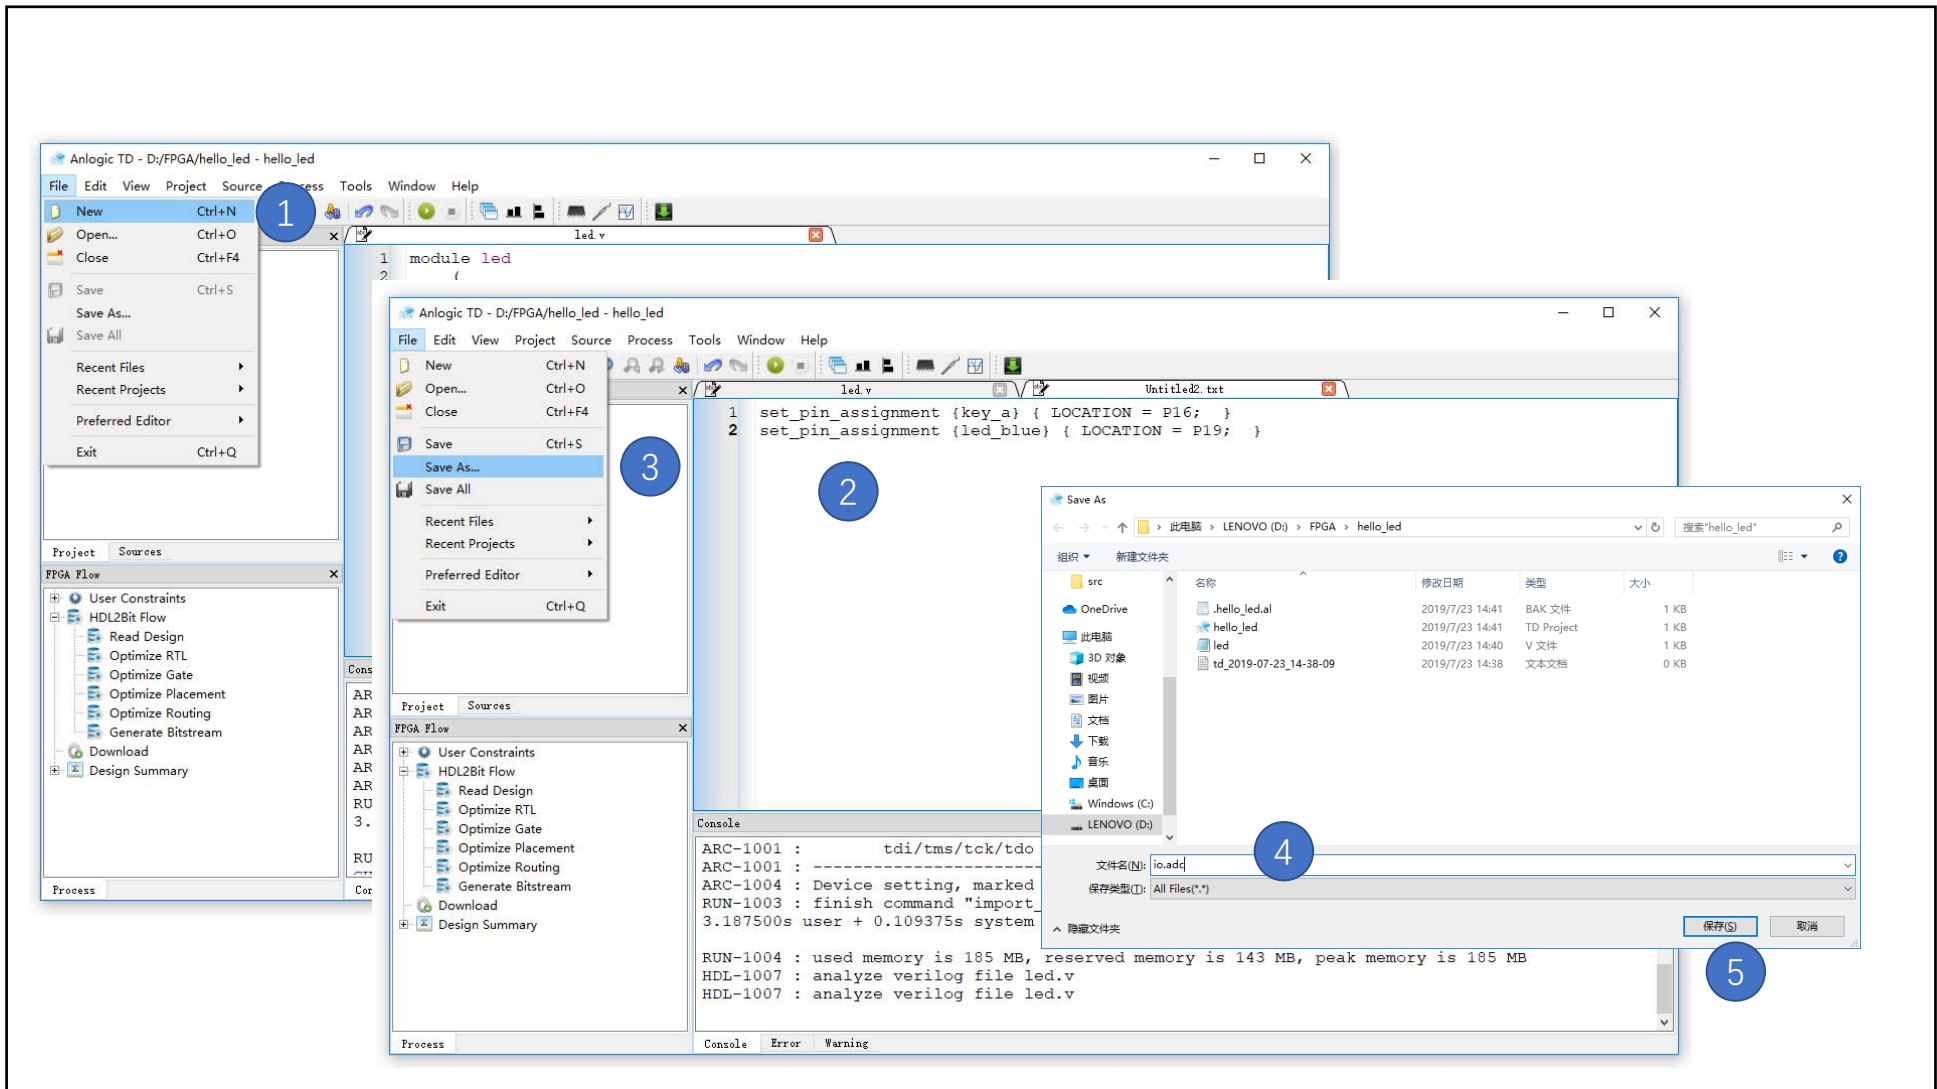 Anlogic TD - D:/FPGA/hello_led - hello_led
File Edit View Project Source Process Tools Window Help
New Ctrl+N
1
Open... Ctrl+O
led.v
Close Ctrl+F4
1 module led
2 (
Save Ctrl+S
Save As...
Save All
Recent Files
Recent Projects
Preferred Editor
Exit Ctrl+Q
Project Sources
FPGA Flow
User Constraints
HDL2Bit Flow
Read Design
Optimize RTL
Optimize Gate
Optimize Placement
Optimize Routing
Generate Bitstream
Download
Design Summary
Process
Cons
AR
AR
AR
AR
AR
AR
RU
3.
RU
Cor
Anlogic TD - D:/FPGA/hello_led - hello_led
File Edit View Project Source Process Tools Window Help
New Ctrl+N
Open... Ctrl+O
led.v Untitled2.txt
Close Ctrl+F4
1 set_pin_assignment {key_a} { LOCATION = P16; }
2 set_pin_assignment {led_blue} { LOCATION = P19; }
Save Ctrl+S
Save As...
3
2
Save All
Recent Files
Recent Projects
Preferred Editor
Exit Ctrl+Q
Project Sources
FPGA Flow
User Constraints
HDL2Bit Flow
Read Design
Optimize RTL
Optimize Gate
Optimize Placement
Optimize Routing
Generate Bitstream
Download
Design Summary
Process
Console
ARC-1001 : tdi/tms/tck/tdo
ARC-1001 : -------------------------
ARC-1004 : Device setting, marked
RUN-1003 : finish command "import_
3.187500s user + 0.109375s system
RUN-1004 : used memory is 185 MB, reserved memory is 143 MB, peak memory is 185 MB
HDL-1007 : analyze verilog file led.v
HDL-1007 : analyze verilog file led.v
Console Error Warning
Save As
此电脑 › LENOVO (D:) › FPGA › hello_led
搜索"hello_led"
组织 新建文件夹
名称 修改日期 类型 大小
src
OneDrive
此电脑
3D 对象
视频
图片
文档
下载
音乐
桌面
Windows (C:)
LENOVO (D:)
.hello_led.al 2019/7/23 14:41 BAK 文件 1 KB
hello_led 2019/7/23 14:41 TD Project 1 KB
led 2019/7/23 14:40 V 文件 1 KB
td_2019-07-23_14-38-09 2019/7/23 14:38 文本文档 0 KB
4
文件名(N): io.adc
保存类型(T): All Files(*.*)
隐藏文件夹
保存(S) 取消
5